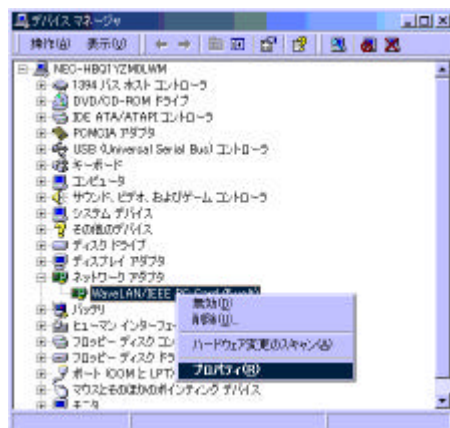 デバイス マネージャ
操作(A) 表示(V)
NEC-HBQ1YZM0LWM
1394 バス ホスト コントローラ
DVD/CD-ROM ドライブ
IDE ATA/ATAPI コントローラ
PCMCIA アダプタ
USB (Universal Serial Bus) コントローラ
キーボード
コンピュータ
サウンド、ビデオ、およびゲーム コントローラ
システム デバイス
その他のデバイス
ディスク ドライブ
ディスプレイ アダプタ
ネットワーク アダプタ
WaveLAN/IEEE PC Card
無効(D)
バッテリ
削除(U)...
ヒューマン インターフェ
フロッピー ディスク コン
ハードウェア変更のスキャン(A)
フロッピー ディスク ドラ
ポート (COM と LPT)
プロパティ(R)
マウスとそのほかのポインティング デバイス
モニタ